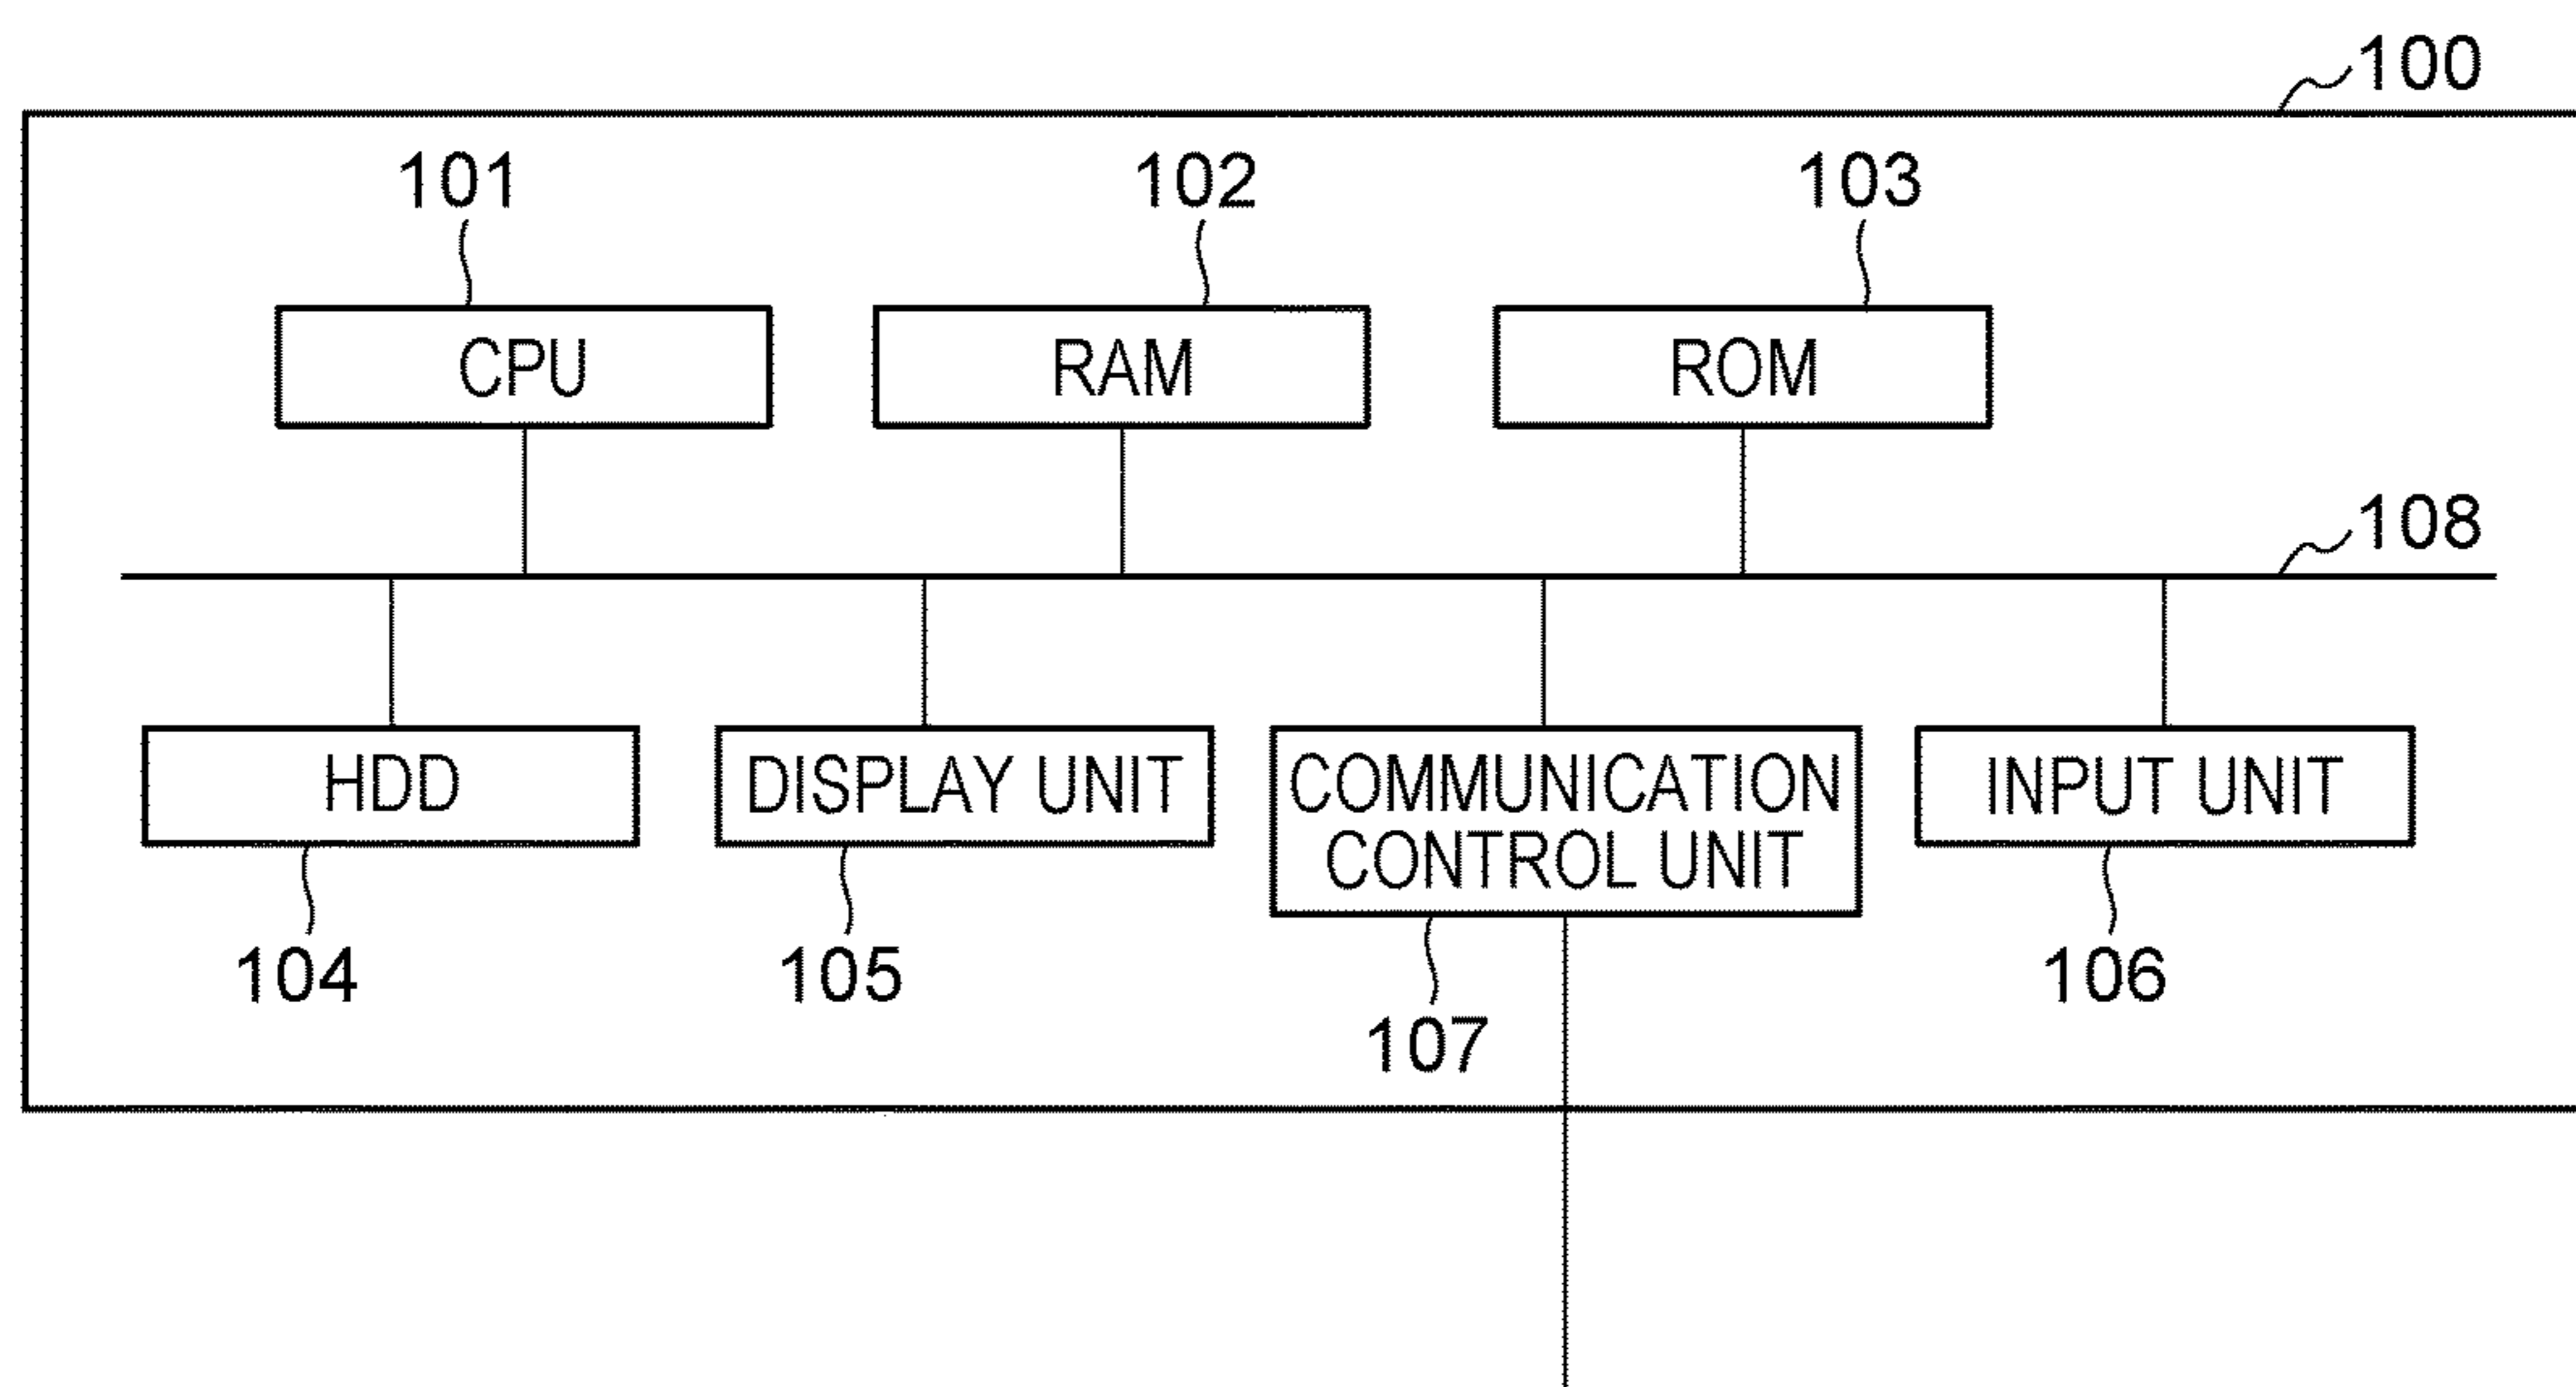 100
101
102
103
CPU
RAM
ROM
108
HDD
DISPLAY UNIT
COMMUNICATION
CONTROL UNIT
INPUT UNIT
104
105
107
106